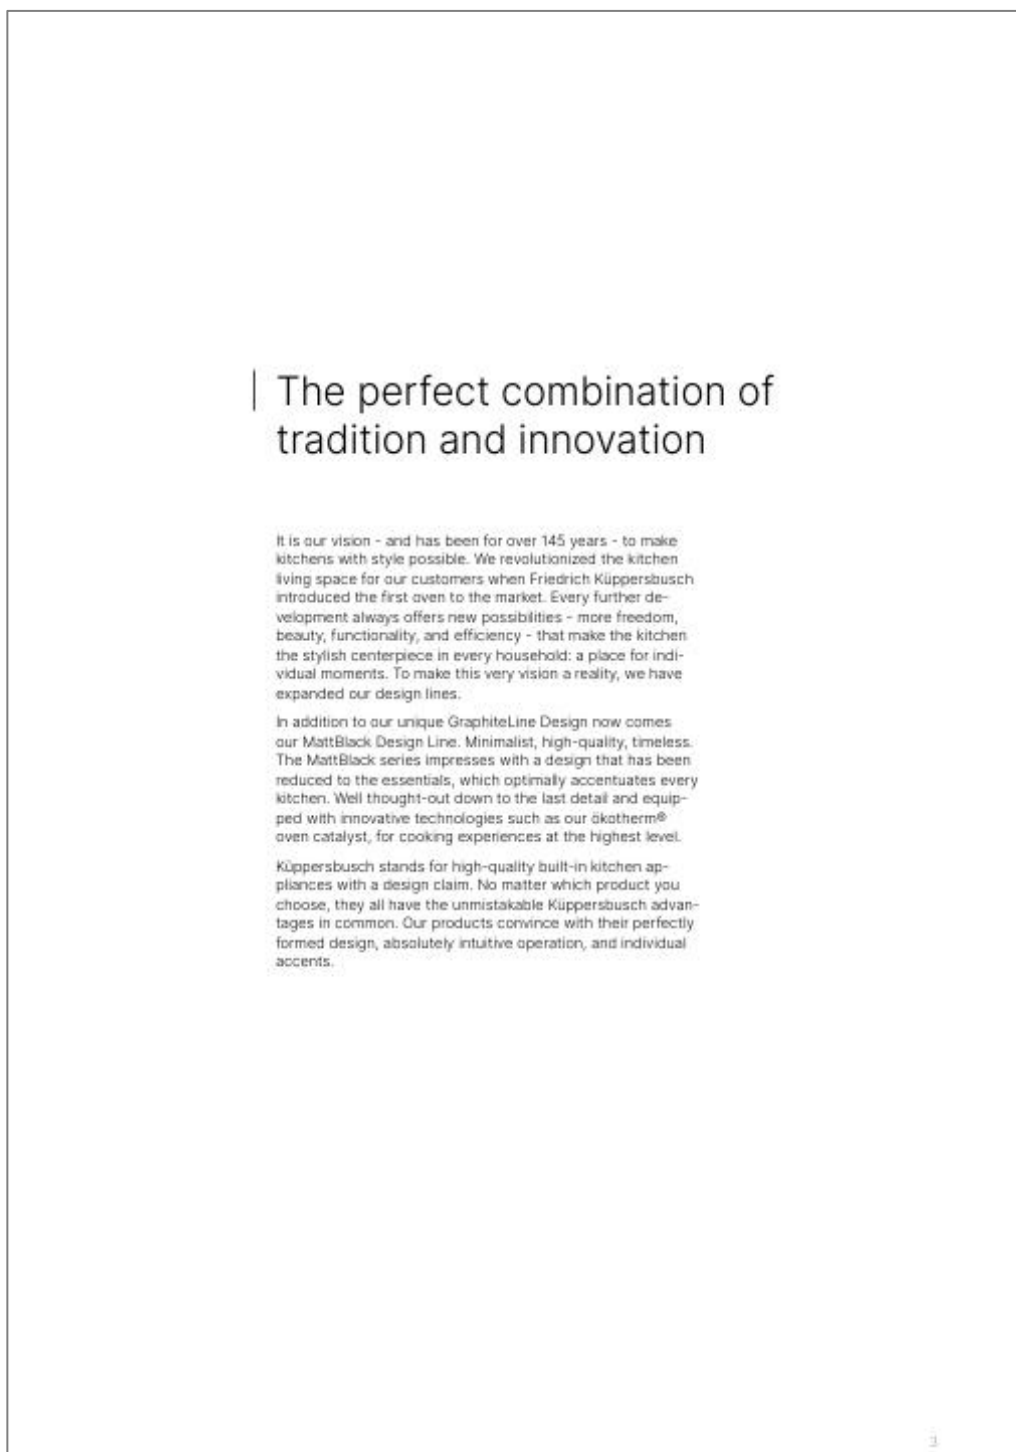 The perfect combination of
tradition and innovation
It is our vision - and has been for over 145 years - to make
kitchens with style possible. We revolutionized the kitchen
living space for our customers when Friedrich Küppersbusch
introduced the first oven to the market. Every further de-
velopment always offers new possibilities - more freedom,
beauty, functionality, and efficiency - that make the kitchen
the stylish centerpiece in every household: a place for indi-
vidual moments. To make this very vision a reality, we have
expanded our design lines.
In addition to our unique GraphiteLine Design now comes
our MattBlack Design Line. Minimalist, high-quality, timeless.
The MattBlack series impresses with a design that has been
reduced to the essentials, which optimally accentuates every
kitchen. Well thought-out down to the last detail and equip-
ped with innovative technologies such as our ökotherm®
oven catalyst, for cooking experiences at the highest level.
Küppersbusch stands for high-quality built-in kitchen ap-
pliances with a design claim. No matter which product you
choose, they all have the unmistakable Küppersbusch advan-
tages in common. Our products convince with their perfectly
formed design, absolutely intuitive operation, and individual
accents.
3